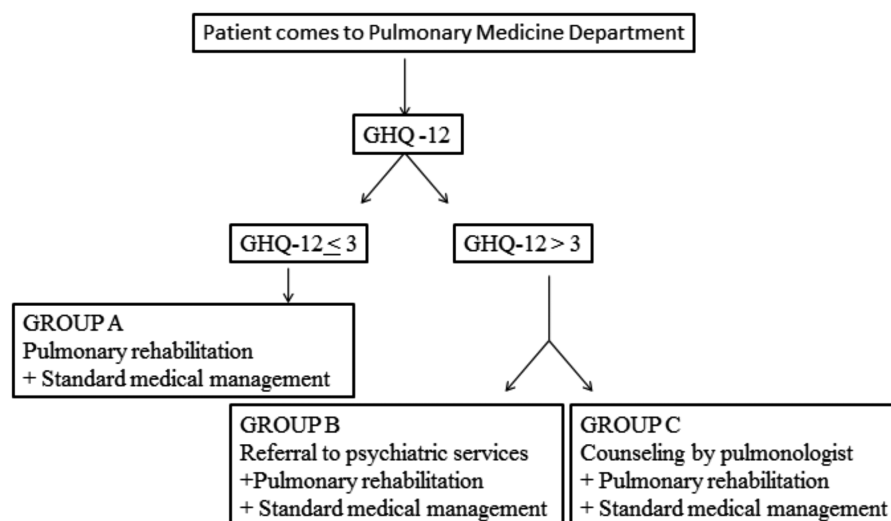 Patient comes to Pulmonary Medicine Department
GHQ -12
GHQ-12 ≤ 3
GHQ-12 > 3
GROUP A
Pulmonary rehabilitation
+ Standard medical management
GROUP B
Referral to psychiatric services
+Pulmonary rehabilitation
+ Standard medical management
GROUP C
Counseling by pulmonologist
+ Pulmonary rehabilitation
+ Standard medical management